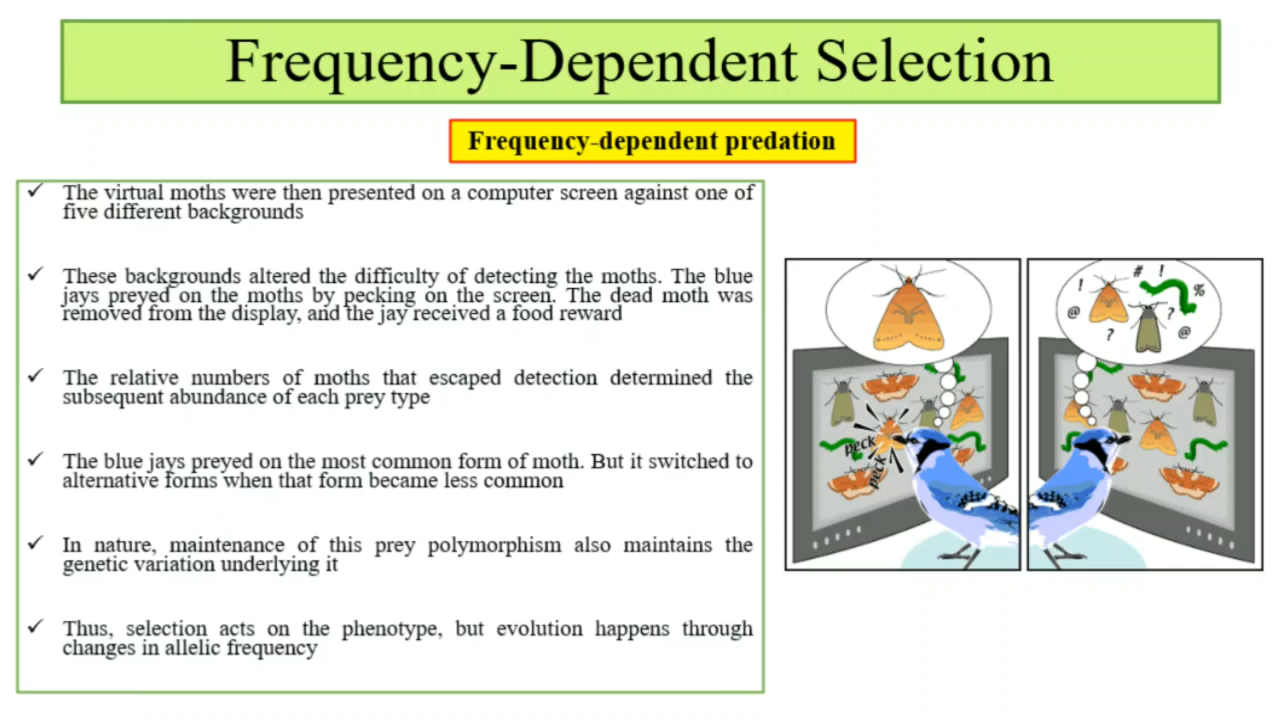 Frequency-Dependent Selection
Frequency-dependent predation
✓ The virtual moths were then presented on a computer screen against one of
five different backgrounds
✓ These backgrounds altered the difficulty of detecting the moths. The blue
jays preyed on the moths by pecking on the screen. The dead moth was
removed from the display, and the jay received a food reward
✓ The relative numbers of moths that escaped detection determined the
subsequent abundance of each prey type
✓ The blue jays preyed on the most common form of moth. But it switched to
alternative forms when that form became less common
✓ In nature, maintenance of this prey polymorphism also maintains the
genetic variation underlying it
✓ Thus, selection acts on the phenotype, but evolution happens through
changes in allelic frequency
peck
peck
# !
! %
@ ?
? @